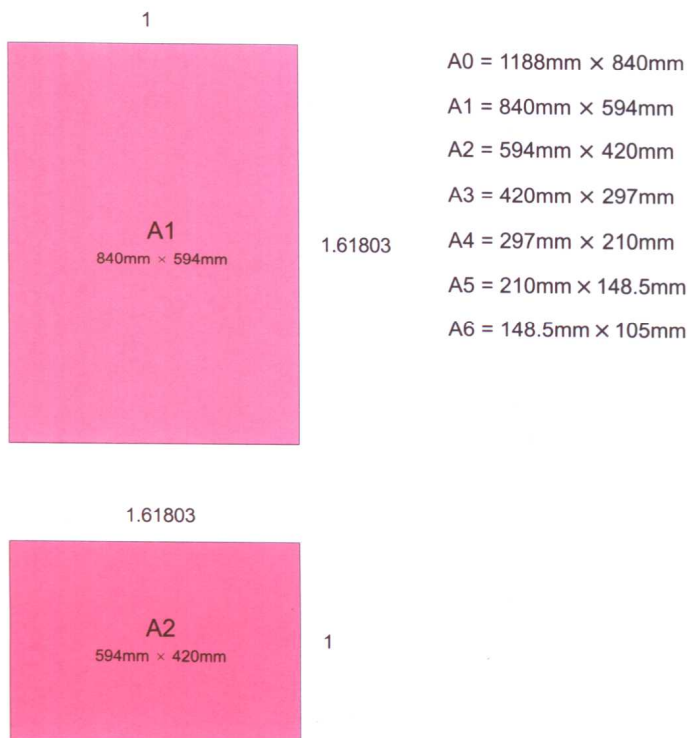 1
A0 = 1188mm × 840mm
A1 = 840mm × 594mm
A2 = 594mm × 420mm
A3 = 420mm × 297mm
A4 = 297mm × 210mm
A5 = 210mm × 148.5mm
A6 = 148.5mm × 105mm
A1
840mm × 594mm
1.61803
1.61803
A2
594mm × 420mm
1